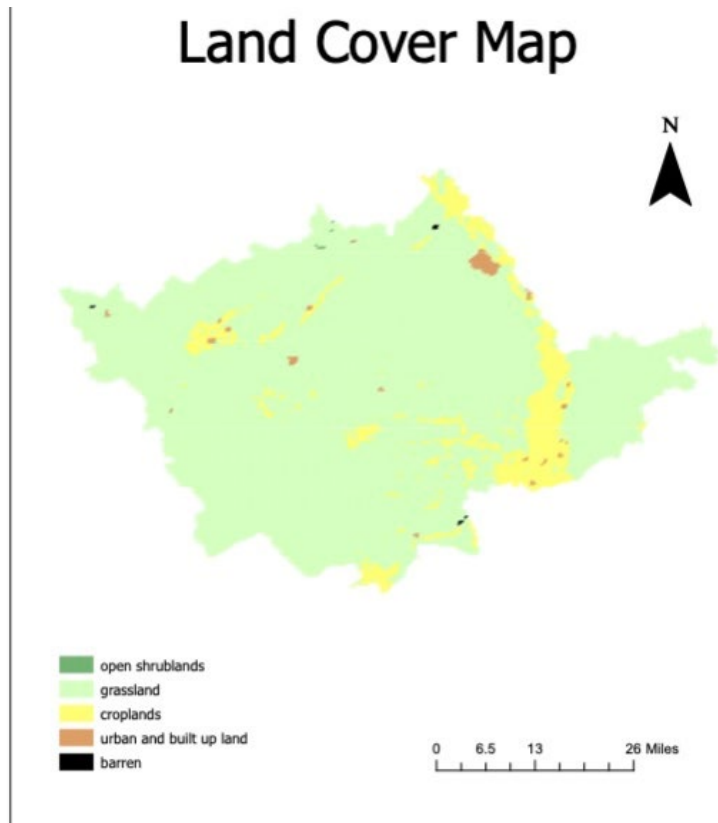 Land Cover Map
N
open shrublands
grassland
croplands
urban and built up land
barren
0 6.5 13 26 Miles